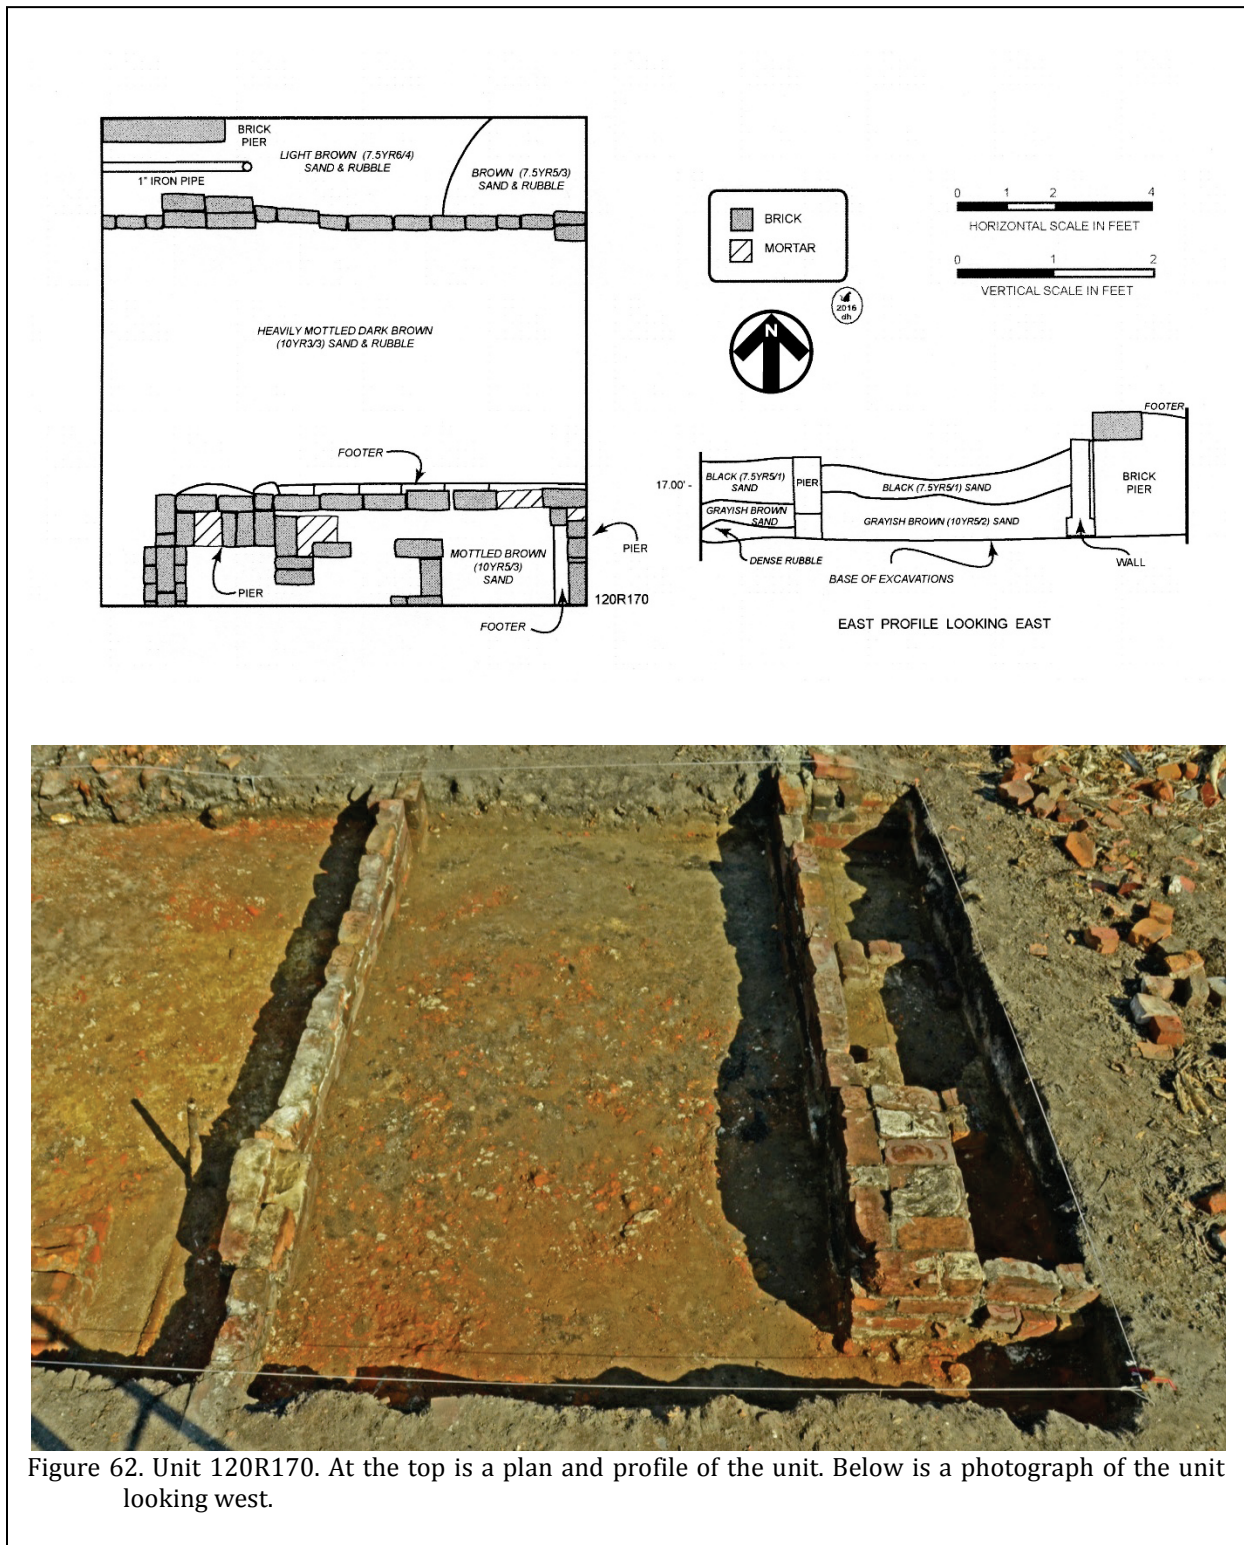 BRICK
PIER
LIGHT BROWN (7.5YR6/4)
SAND & RUBBLE
1" IRON PIPE
BROWN (7.5YR5/3)
SAND & RUBBLE
HEAVILY MOTTLED DARK BROWN
(10YR3/3) SAND & RUBBLE
FOOTER
PIER
MOTTLED BROWN
(10YR5/3)
SAND
PIER
120R170
FOOTER
BRICK
MORTAR
2016
dh
N
0 1 2 4
HORIZONTAL SCALE IN FEET
0 1 2
VERTICAL SCALE IN FEET
FOOTER
17.00' -
BLACK (7.5YR5/1)
SAND
PIER
BLACK (7.5YR5/1) SAND
BRICK
PIER
GRAYISH BROWN
SAND
GRAYISH BROWN (10YR5/2) SAND
DENSE RUBBLE
BASE OF EXCAVATIONS
WALL
EAST PROFILE LOOKING EAST
Figure 62. Unit 120R170. At the top is a plan and profile of the unit. Below is a photograph of the unit
looking west.